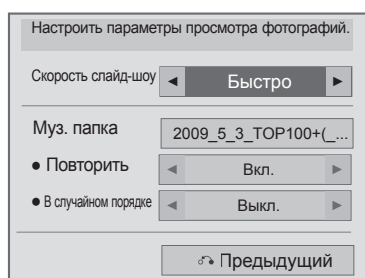 Настроить параметры просмотра фотографий.
Скорость слайд-шоу ◄ Быстро ►
Муз. папка 2009_5_3_TOP100+(_...
● Повторить ◄ Вкл. ►
● В случайном порядке ◄ Выкл. ►
Предыдущий